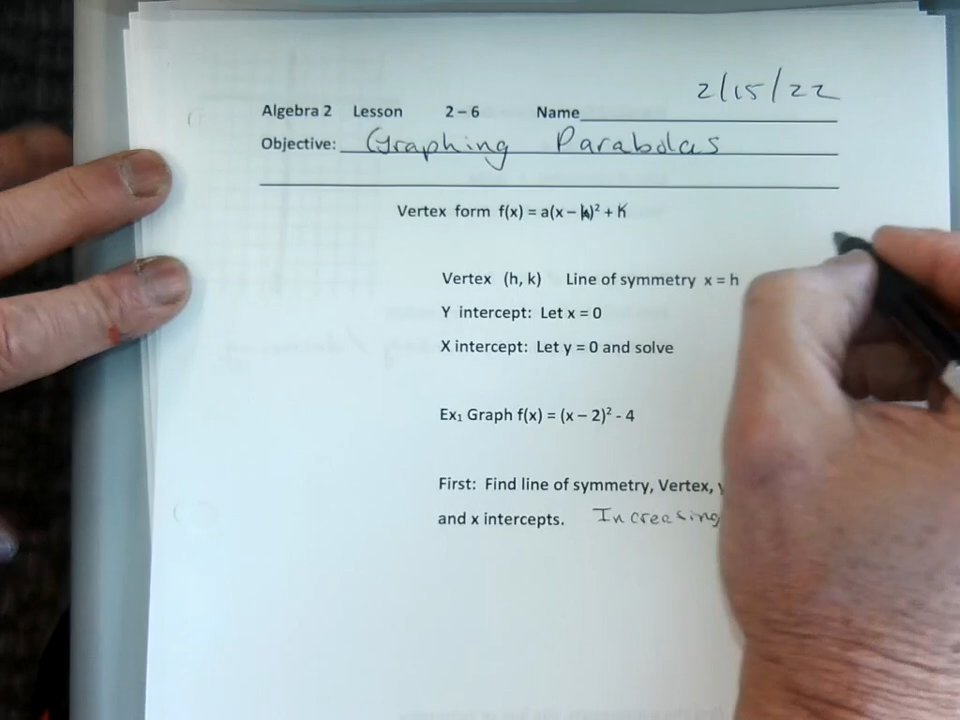 2/15/22
Algebra 2 Lesson 2 – 6 Name
Objective: Graphing Parabolas
Vertex form f(x) = a(x – h)² + K
Vertex (h, k) Line of symmetry x = h
Y intercept: Let x = 0
X intercept: Let y = 0 and solve
Ex₁ Graph f(x) = (x – 2)² - 4
First: Find line of symmetry, Vertex,
and x intercepts. Increasing